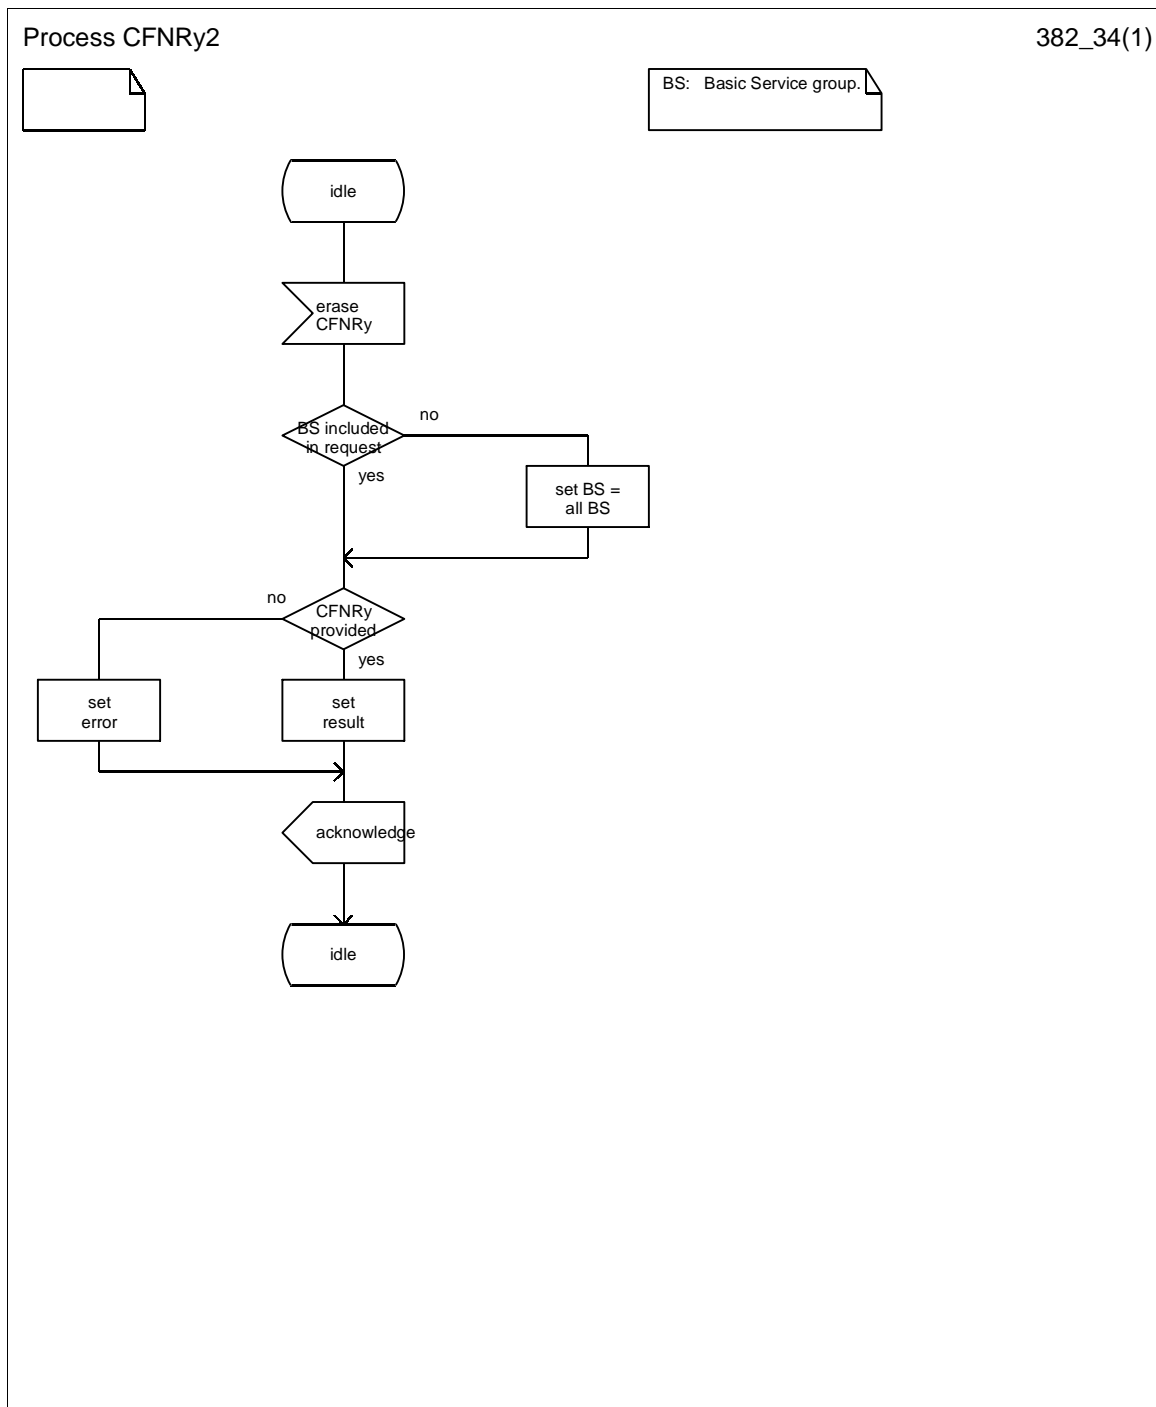 Process CFNRy2
382_34(1)
BS: Basic Service group.
idle
erase
CFNRy
BS included
in request
no
yes
set BS =
all BS
no
CFNRy
provided
yes
set
error
set
result
acknowledge
idle